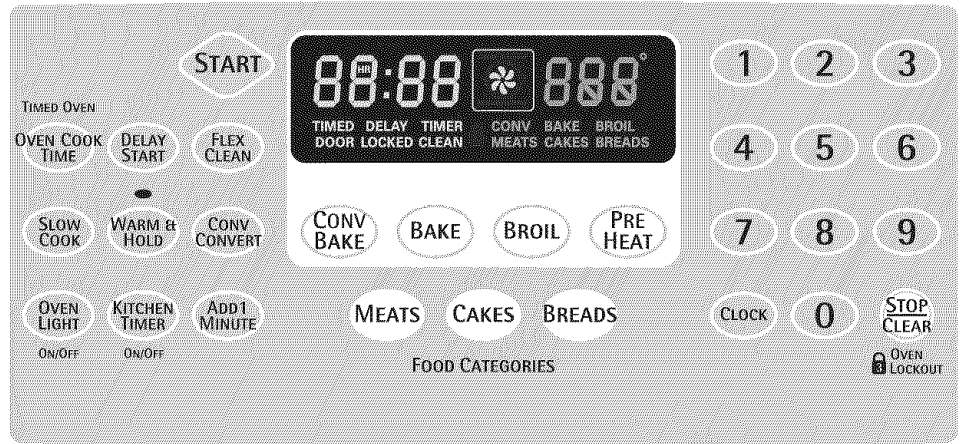 START
88:88 888°
HR
TIMED DELAY TIMER CONV BAKE BROIL
DOOR LOCKED CLEAN MEATS CAKES BREADS
1 2 3
TIMED OVEN
OVEN COOK TIME
DELAY START
FLEX CLEAN
4 5 6
SLOW COOK
WARM & HOLD
CONV CONVERT
CONV BAKE
BAKE
BROIL
PRE HEAT
7 8 9
OVEN LIGHT
KITCHEN TIMER
ADD1 MINUTE
MEATS
CAKES
BREADS
CLOCK
0
STOP
CLEAR
ON/OFF
ON/OFF
FOOD CATEGORIES
OVEN
LOCKOUT